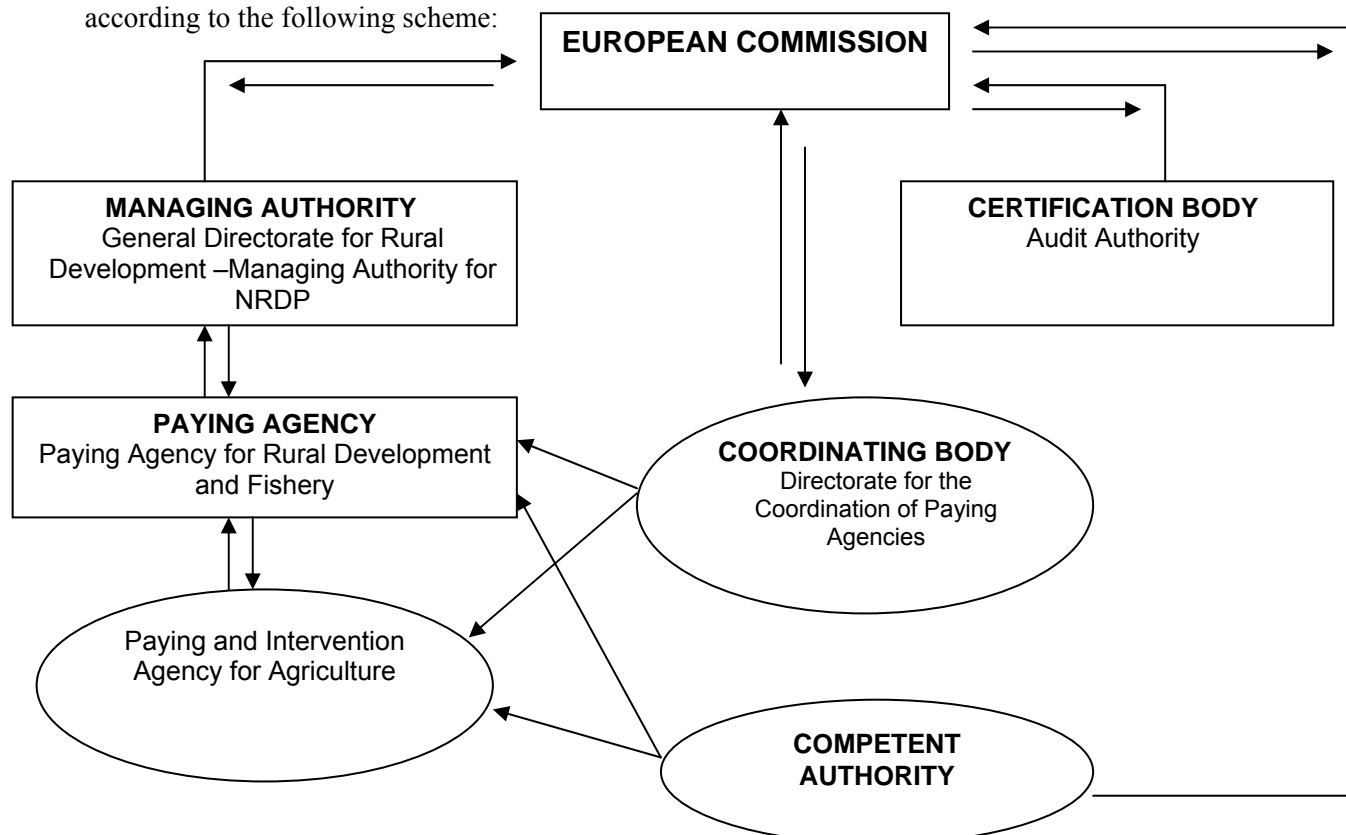 according to the following scheme:
EUROPEAN COMMISSION
MANAGING AUTHORITY
General Directorate for Rural
Development –Managing Authority for
NRDP
CERTIFICATION BODY
Audit Authority
PAYING AGENCY
Paying Agency for Rural Development
and Fishery
COORDINATING BODY
Directorate for the
Coordination of Paying
Agencies
Paying and Intervention
Agency for Agriculture
COMPETENT
AUTHORITY